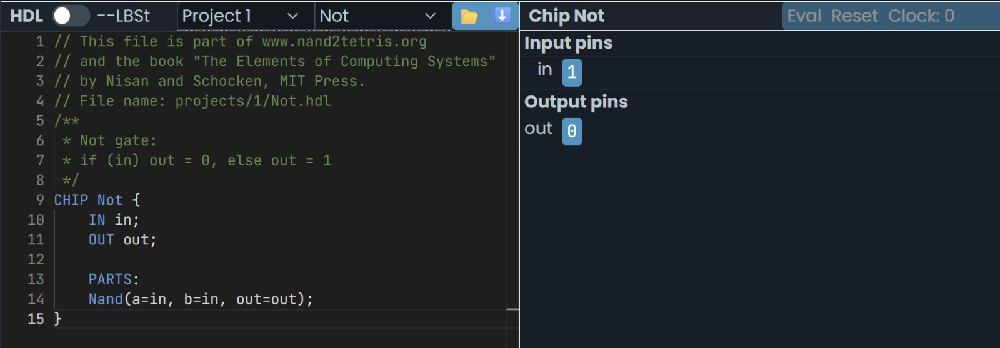 HDL --LBSt Project 1 Not
1 // This file is part of www.nand2tetris.org
2 // and the book "The Elements of Computing Systems"
3 // by Nisan and Schocken, MIT Press.
4 // File name: projects/1/Not.hdl
5 /**
6 * Not gate:
7 * if (in) out = 0, else out = 1
8 */
9 CHIP Not {
10 IN in;
11 OUT out;
12
13 PARTS:
14 Nand(a=in, b=in, out=out);
15 }
Chip Not Eval Reset Clock: 0
Input pins
in 1
Output pins
out 0